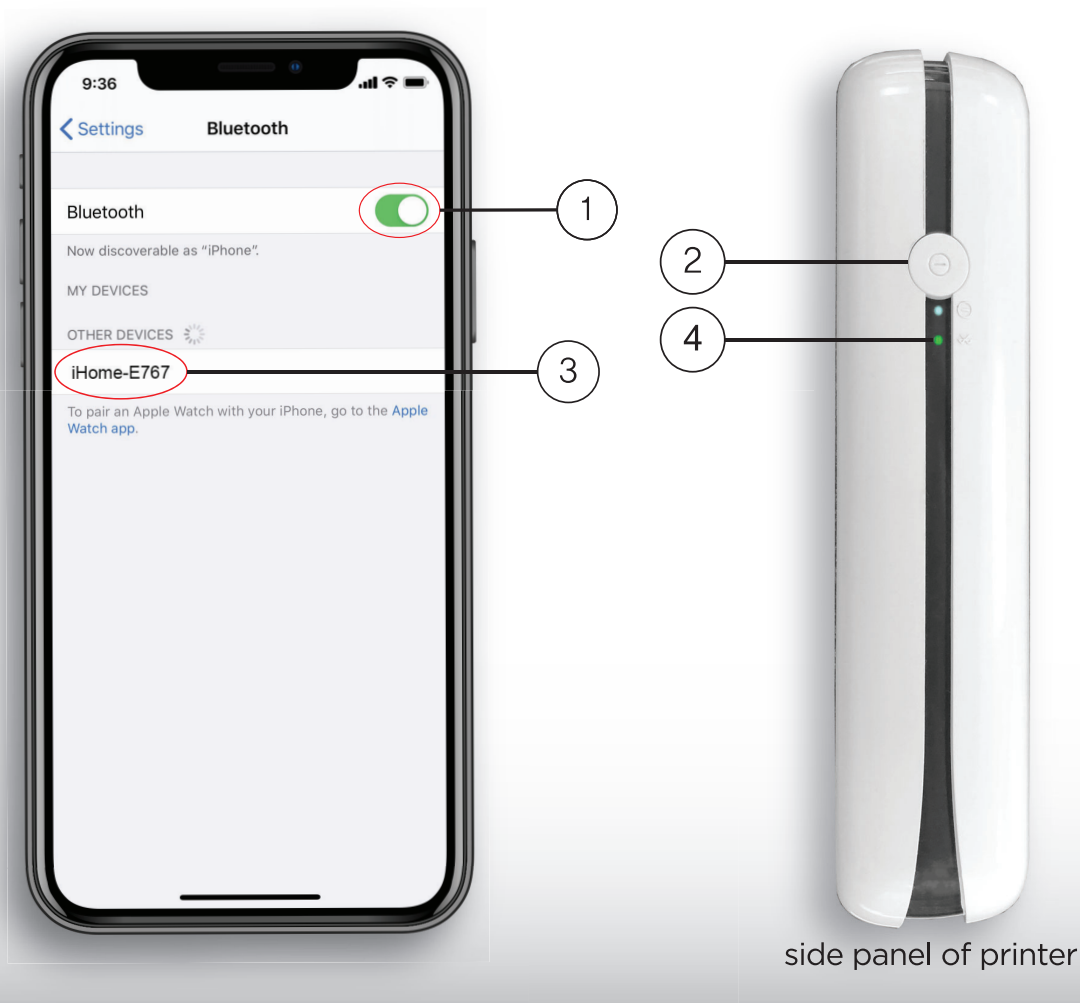 9:36
Settings
Bluetooth
Bluetooth
Now discoverable as “iPhone”.
MY DEVICES
OTHER DEVICES
iHome-E767
To pair an Apple Watch with your iPhone, go to the Apple
Watch app.
1
2
3
4
side panel of printer